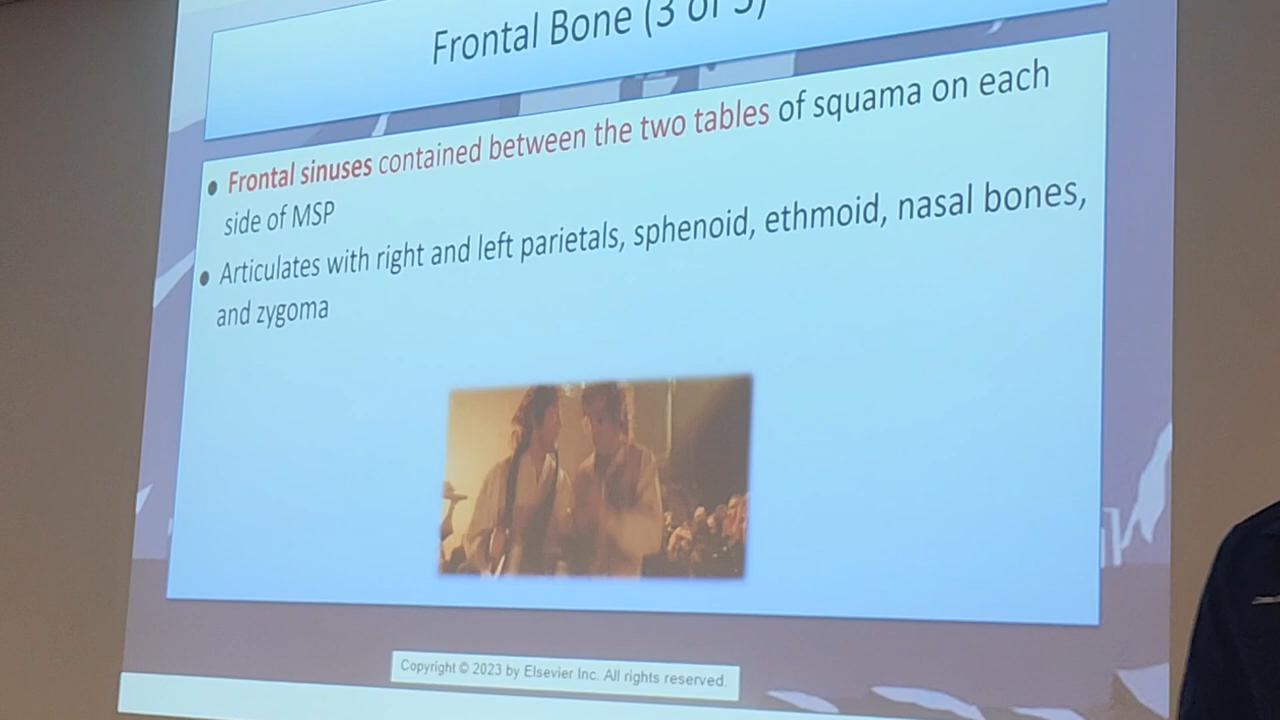 Frontal Bone (3 of 5)
• Frontal sinuses contained between the two tables of squama on each
side of MSP
• Articulates with right and left parietals, sphenoid, ethmoid, nasal bones,
and zygoma
Copyright © 2023 by Elsevier Inc. All rights reserved.